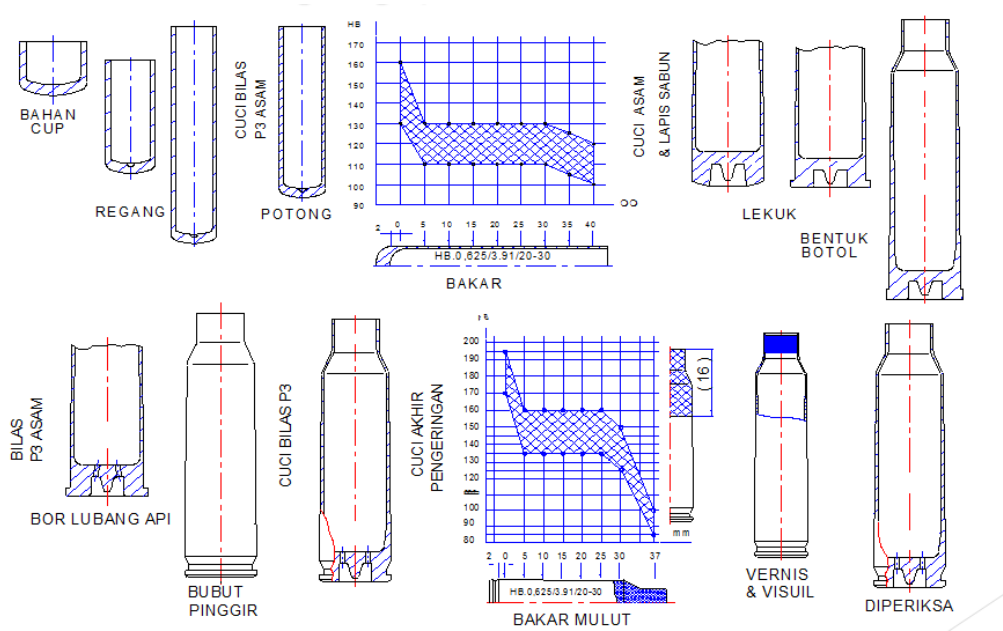 BAHAN
CUP
REGANG
CUCI BILAS
P3 ASAM
POTONG
HB
170
160
150
140
130
120
110
100
90
OO
2 0 5 10 15 20 25 30 35 40
HB.0,625/3.91/20-30
BAKAR
CUCI ASAM
& LAPIS SABUN
LEKUK
BENTUK
BOTOL
BILAS
P3 ASAM
BOR LUBANG API
BUBUT
PINGGIR
CUCI BILAS P3
CUCI AKHIR
PENGERINGAN
200
190
180
170
160
150
140
130
100
90
80
mm
(16)
2 0 5 10 15 20 25 30 37
HB.0,625/3.91/20-30
BAKAR MULUT
VERNIS
& VISUIL
DIPERIKSA